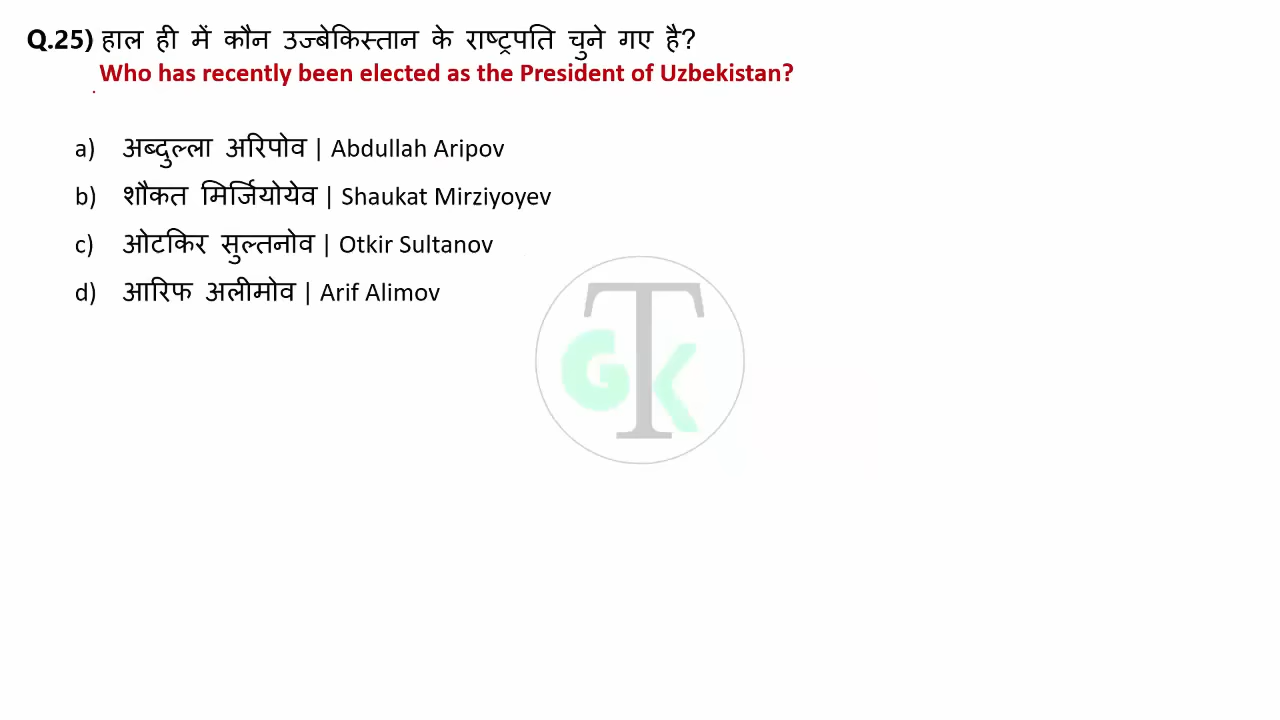 Q.25) हाल ही में कौन उज्बेकिस्तान के राष्ट्रपति चुने गए है?
Who has recently been elected as the President of Uzbekistan?
a) अब्दुल्ला अरिपोव | Abdullah Aripov
b) शौकत मिर्जियोयेव | Shaukat Mirziyoyev
c) ओटकिर सुल्तनोव | Otkir Sultanov
d) आरिफ अलीमोव | Arif Alimov
GTK